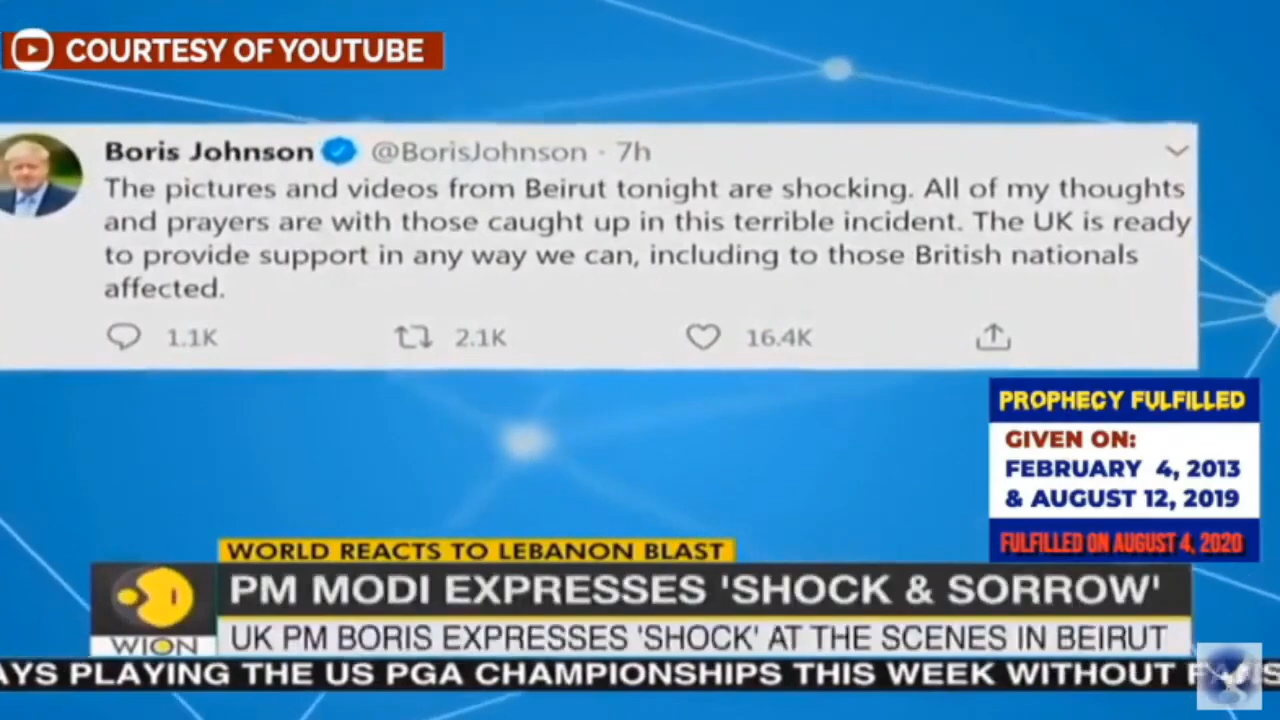 COURTESY OF YOUTUBE
Boris Johnson @BorisJohnson · 7h
The pictures and videos from Beirut tonight are shocking. All of my thoughts
and prayers are with those caught up in this terrible incident. The UK is ready
to provide support in any way we can, including to those British nationals
affected.
1.1K 2.1K 16.4K
PROPHECY FULFILLED
GIVEN ON:
FEBRUARY 4, 2013
& AUGUST 12, 2019
FULFILLED ON AUGUST 4, 2020
WORLD REACTS TO LEBANON BLAST
PM MODI EXPRESSES 'SHOCK & SORROW'
WION
UK PM BORIS EXPRESSES 'SHOCK' AT THE SCENES IN BEIRUT
AYS PLAYING THE US PGA CHAMPIONSHIPS THIS WEEK WITHOUT